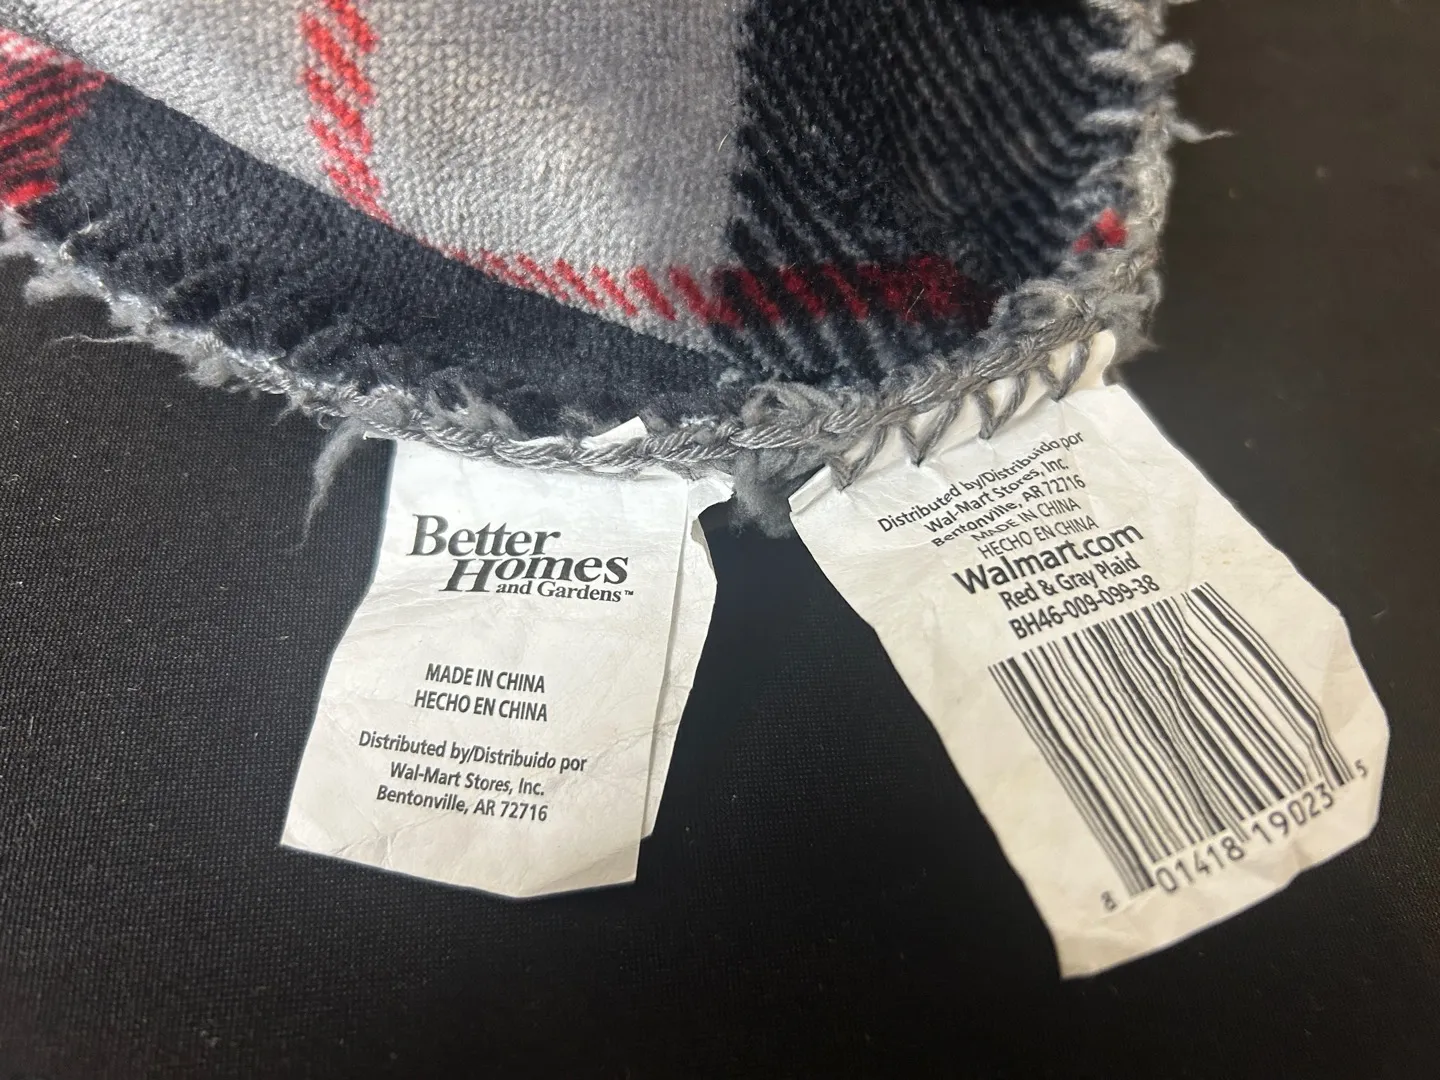 Better
Homes
and Gardens™
MADE IN CHINA
HECHO EN CHINA
Distributed by/Distribuido por
Wal-Mart Stores, Inc.
Bentonville, AR 72716
Distributed by/Distribuido por
Wal-Mart Stores, Inc.
Bentonville, AR 72716
MADE IN CHINA
HECHO EN CHINA
Walmart.com
Red & Gray Plaid
BH46-009-099-38
8 01418 19023 5